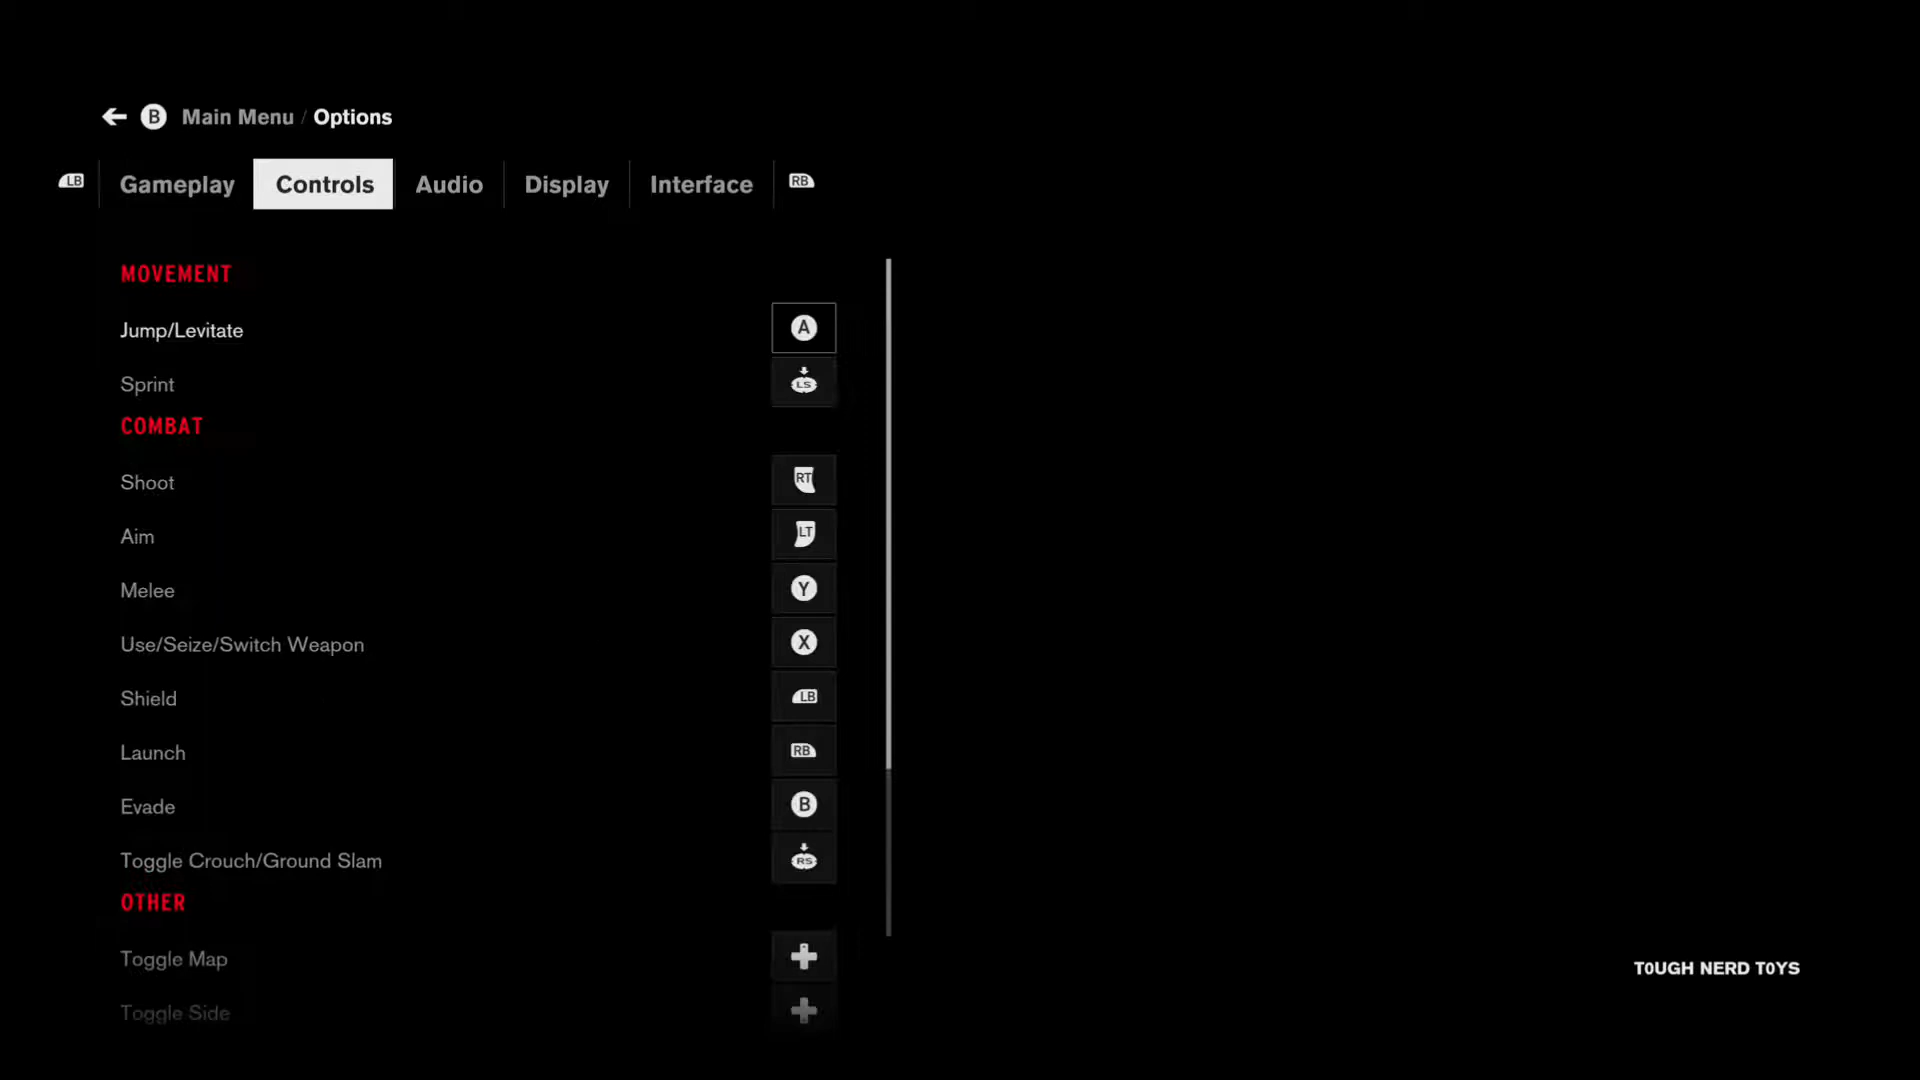 B Main Menu / Options
LB Gameplay Controls Audio Display Interface RB
MOVEMENT
Jump/Levitate A
Sprint LS
COMBAT
Shoot RT
Aim LT
Melee Y
Use/Seize/Switch Weapon X
Shield LB
Launch RB
Evade B
Toggle Crouch/Ground Slam RS
OTHER
Toggle Map
TOUGH NERD TOYS
Toggle Side